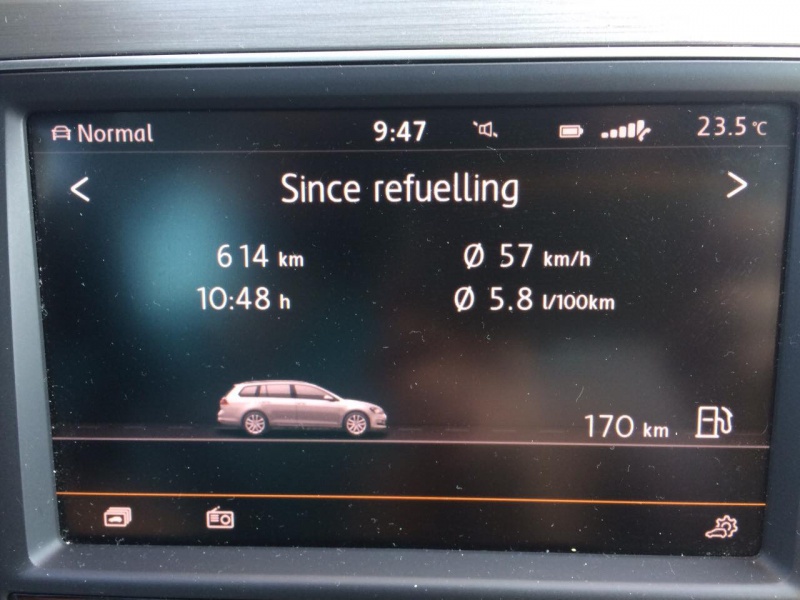 Normal 9:47 23.5 °C
< Since refuelling >
614 km Ø 57 km/h
10:48 h Ø 5.8 l/100km
170 km